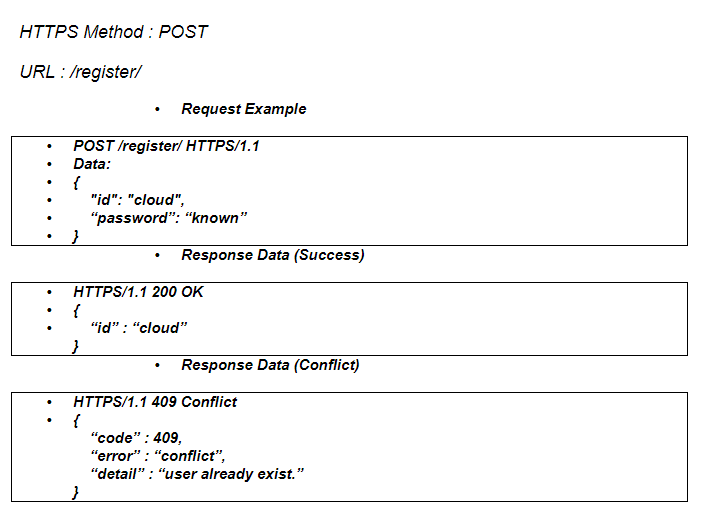 HTTPS Method : POST
URL : /register/
• Request Example
• POST /register/ HTTPS/1.1
• Data:
• {
• "id": "cloud",
• “password”: “known”
• }
• Response Data (Success)
• HTTPS/1.1 200 OK
• {
• “id” : “cloud”
}
• Response Data (Conflict)
• HTTPS/1.1 409 Conflict
• {
“code” : 409,
“error” : “conflict”,
“detail” : “user already exist.”
}